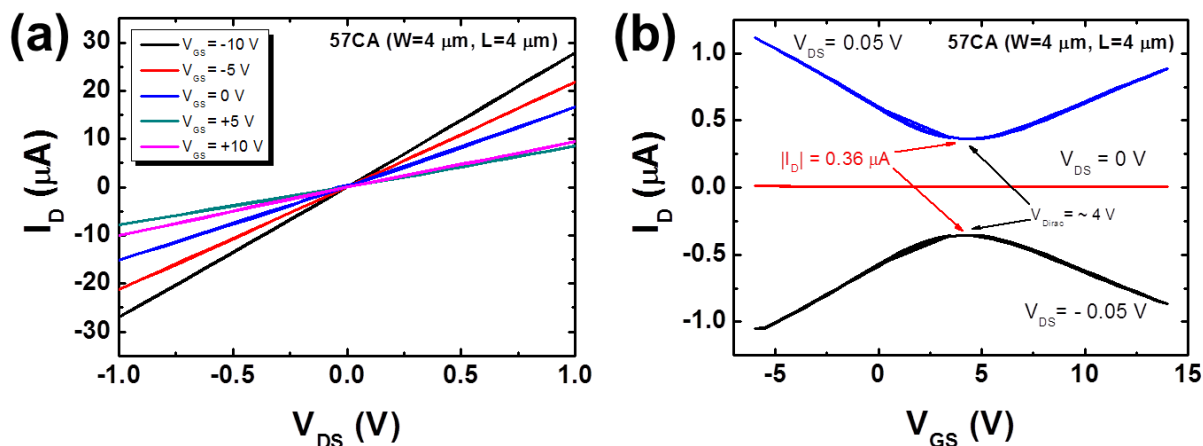 (a)
57CA (W=4 μm, L=4 μm)
V_GS = -10 V
V_GS = -5 V
V_GS = 0 V
V_GS = +5 V
V_GS = +10 V
30
20
10
0
-10
-20
-30
I_D (μA)
-1.0 -0.5 0.0 0.5 1.0
V_DS (V)
(b)
57CA (W=4 μm, L=4 μm)
V_DS = 0.05 V
|I_D| = 0.36 μA
V_DS = 0 V
V_Dirac = ~ 4 V
V_DS = - 0.05 V
1.0
0.5
0.0
-0.5
-1.0
I_D (μA)
-5 0 5 10 15
V_GS (V)